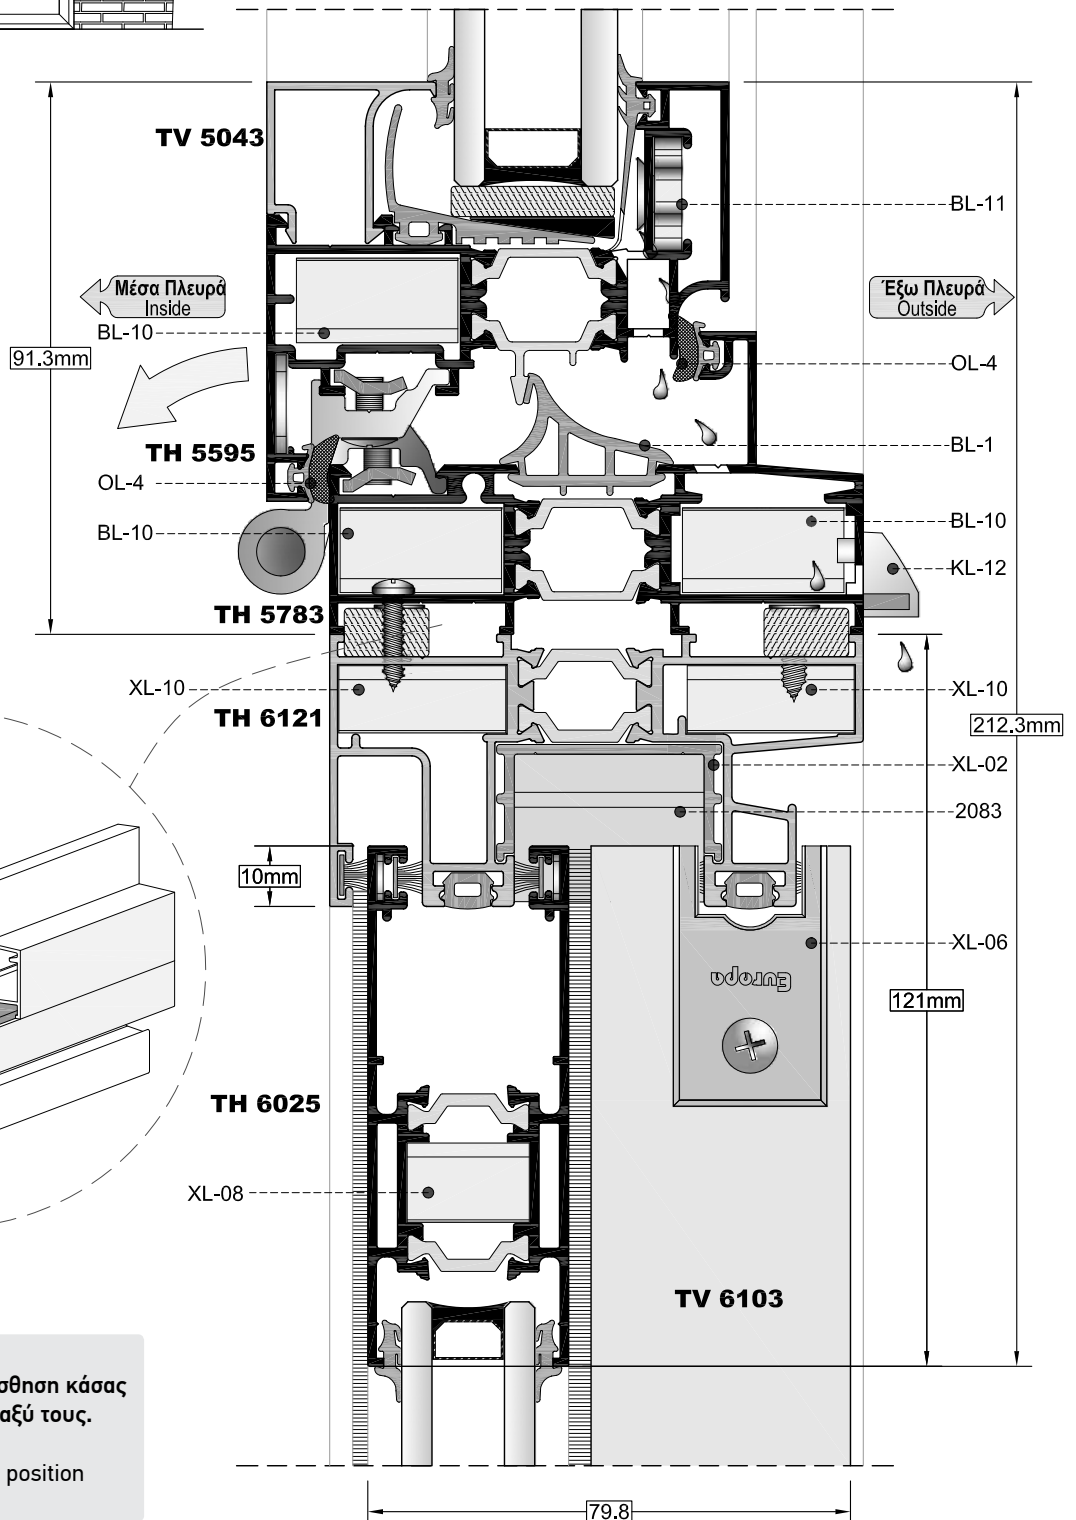 TV 5043
BL-11
Μέσα Πλευρά
Inside
Έξω Πλευρά
Outside
BL-10
91.3mm
OL-4
TH 5595
BL-1
OL-4
BL-10
BL-10
KL-12
TH 5783
XL-10
XL-10
TH 6121
212.3mm
XL-02
2083
10mm
XL-06
Europa
121mm
TH 6025
XL-08
TV 6103
σθηση κάσας
αξύ τους.
position
79.8